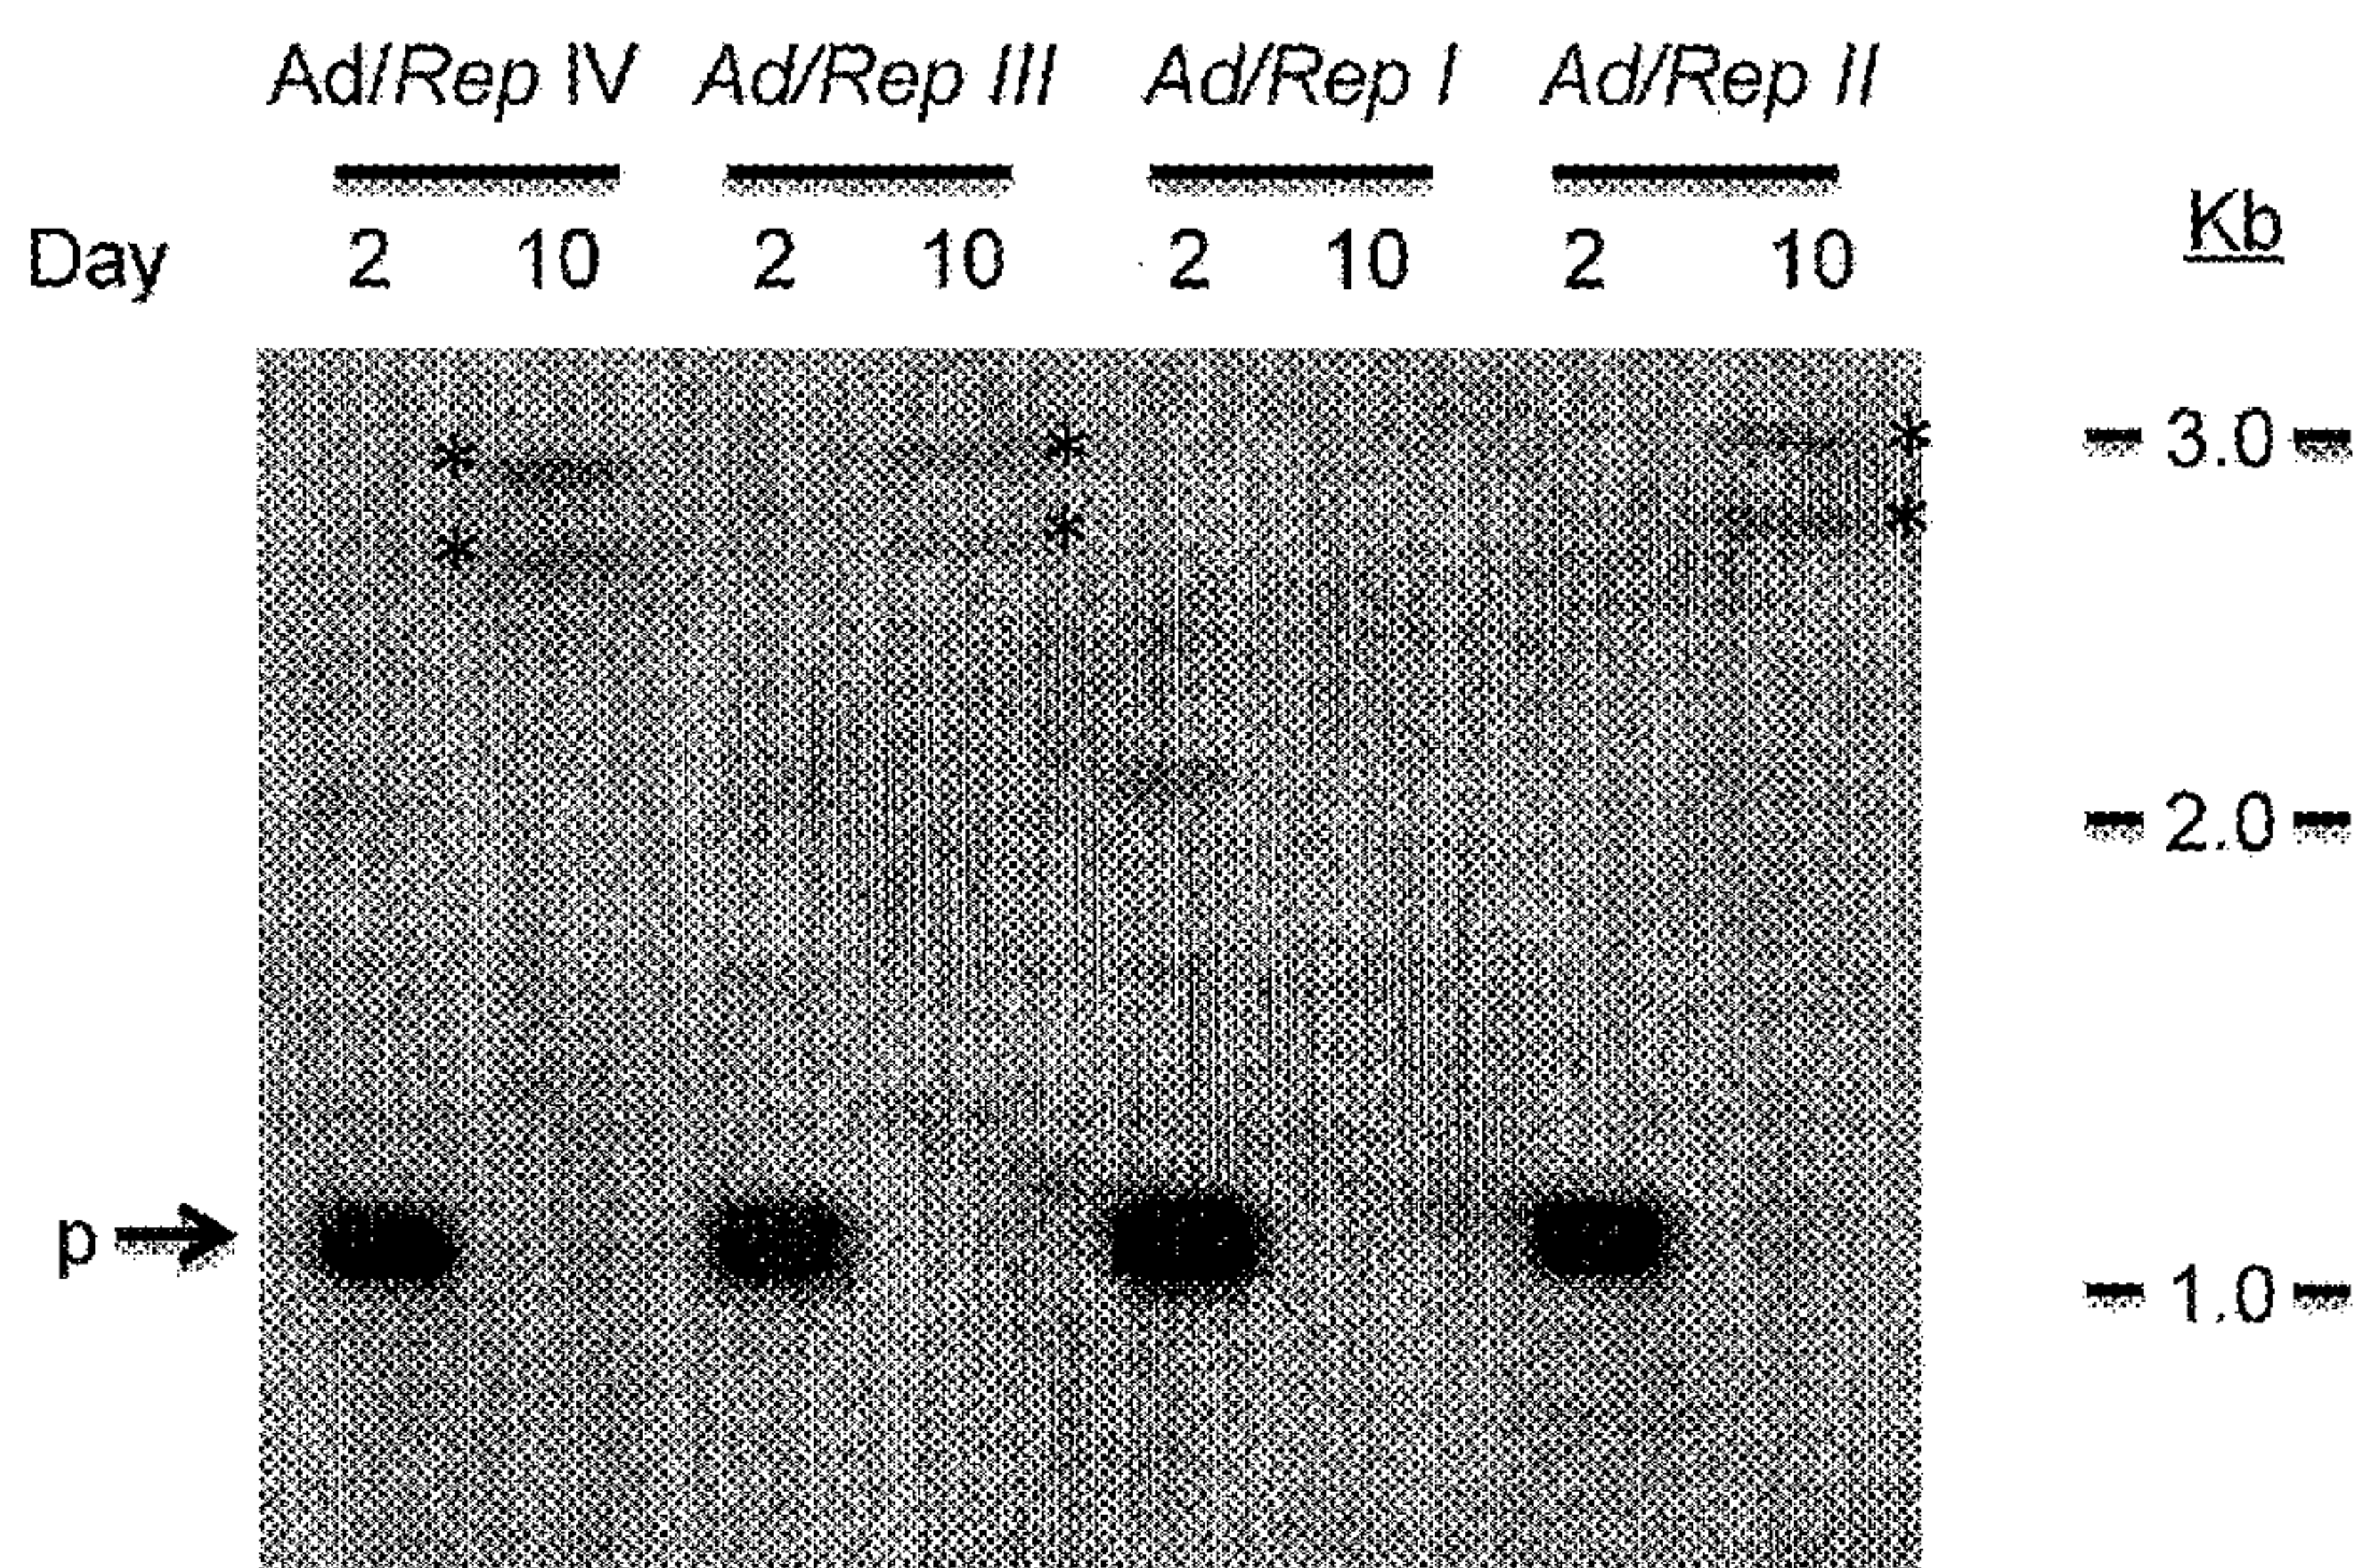 Ad/Rep IV Ad/Rep III Ad/Rep I Ad/Rep II
Day 2 10 2 10 2 10 2 10 Kb
* * * - 3.0 -
* * *
- 2.0 -
p → - 1.0 -